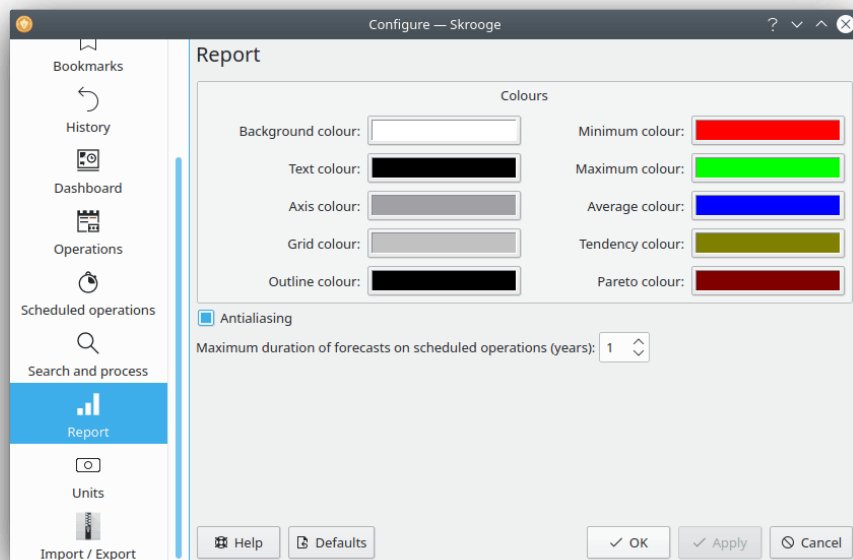 Configure — Skrooge
Bookmarks
History
Dashboard
Operations
Scheduled operations
Search and process
Report
Units
Import / Export
Report
Colours
Background colour:
Minimum colour:
Text colour:
Maximum colour:
Axis colour:
Average colour:
Grid colour:
Tendency colour:
Outline colour:
Pareto colour:
Antialiasing
Maximum duration of forecasts on scheduled operations (years): 1
Help
Defaults
OK
Apply
Cancel